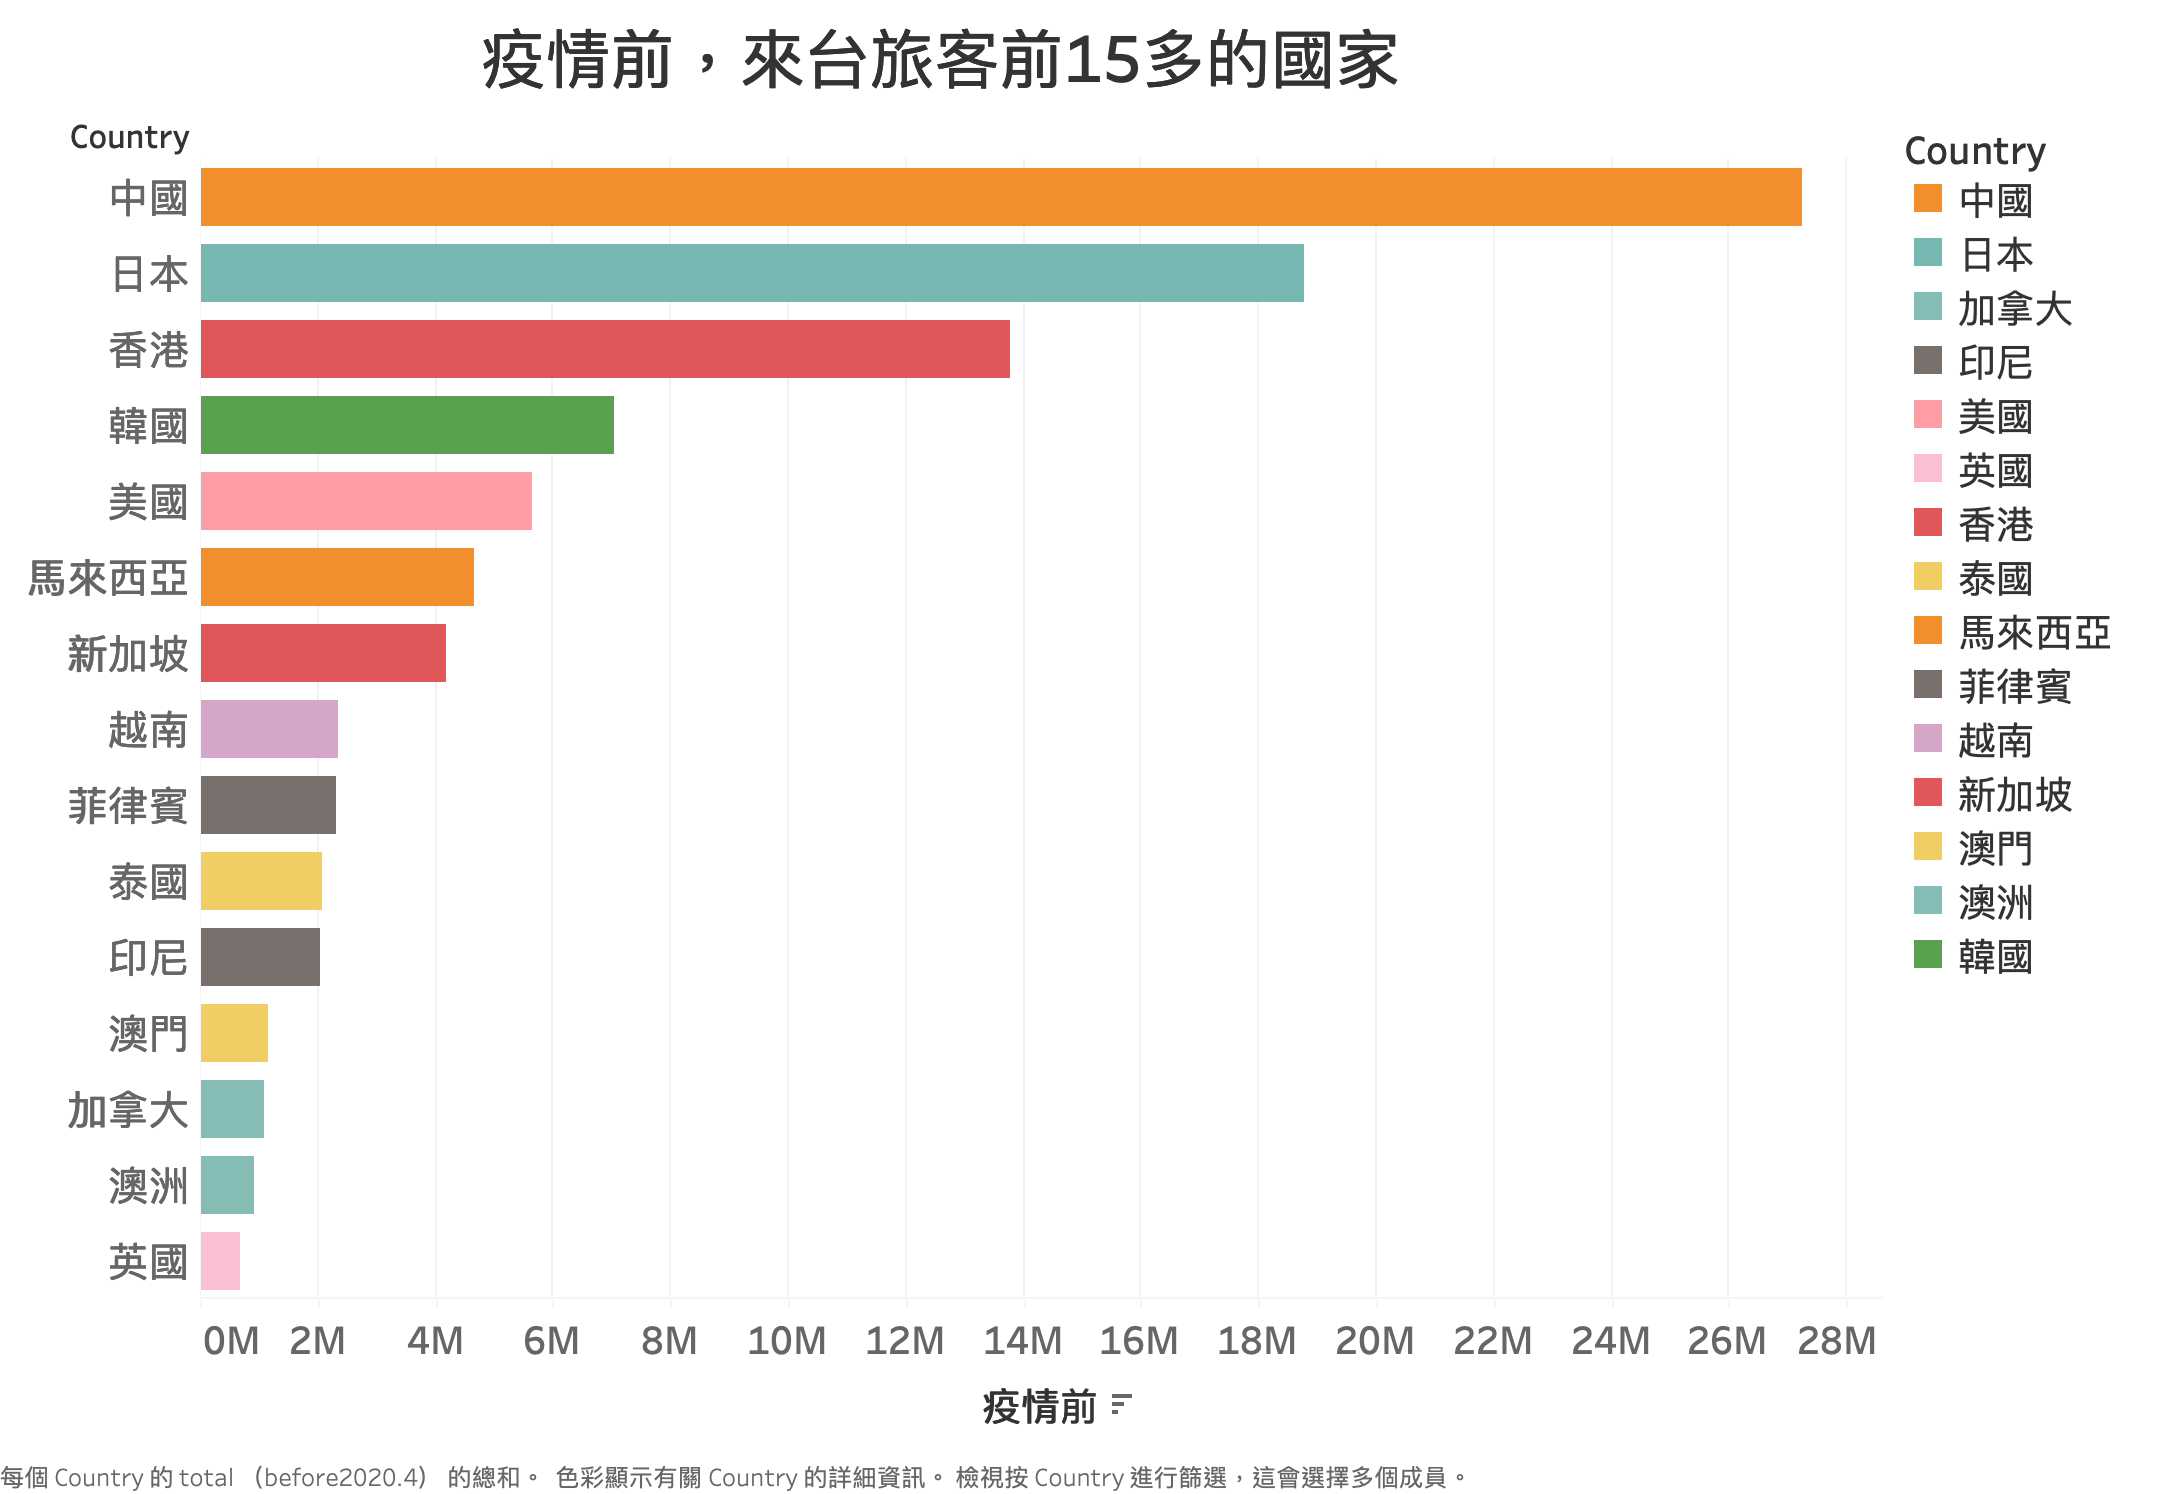 疫情前，來台旅客前15多的國家
Country
中國
日本
香港
韓國
美國
馬來西亞
新加坡
越南
菲律賓
泰國
印尼
澳門
加拿大
澳洲
英國
0M 2M 4M 6M 8M 10M 12M 14M 16M 18M 20M 22M 24M 26M 28M
疫情前
Country
中國
日本
加拿大
印尼
美國
英國
香港
泰國
馬來西亞
菲律賓
越南
新加坡
澳門
澳洲
韓國
每個 Country 的 total （before2020.4） 的總和。 色彩顯示有關 Country 的詳細資訊。 檢視按 Country 進行篩選，這會選擇多個成員。